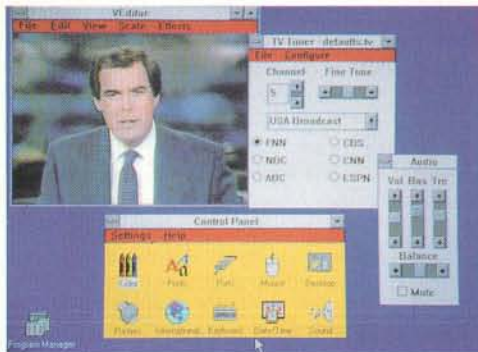 VEditor
File Edit View Scale Effects
TV Tuner - defaults.tv
File Configure
Channel Fine Tune
5
USA Broadcast
FNN CBS
NBC CNN
ABC ESPN
Audio
Vol Bas Tre
Balance
Mute
Control Panel
Settings Help
Color Fonts Ports Mouse Desktop
Printers International Keyboard Date/Time Sound
Program Manager